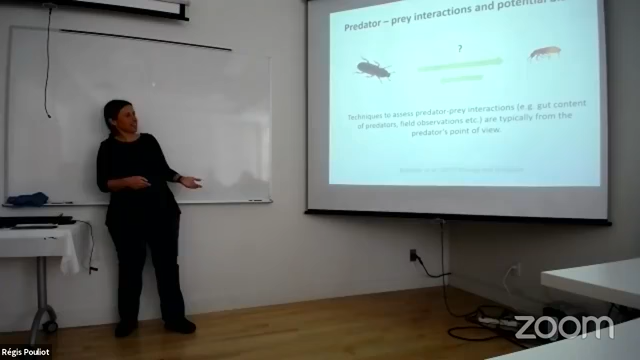 Predator – prey interactions and potential
?
Techniques to assess predator-prey interactions (e.g. gut content
of predators, field observations etc.) are typically from the
predator's point of view.
zoom
Régis Pouliot